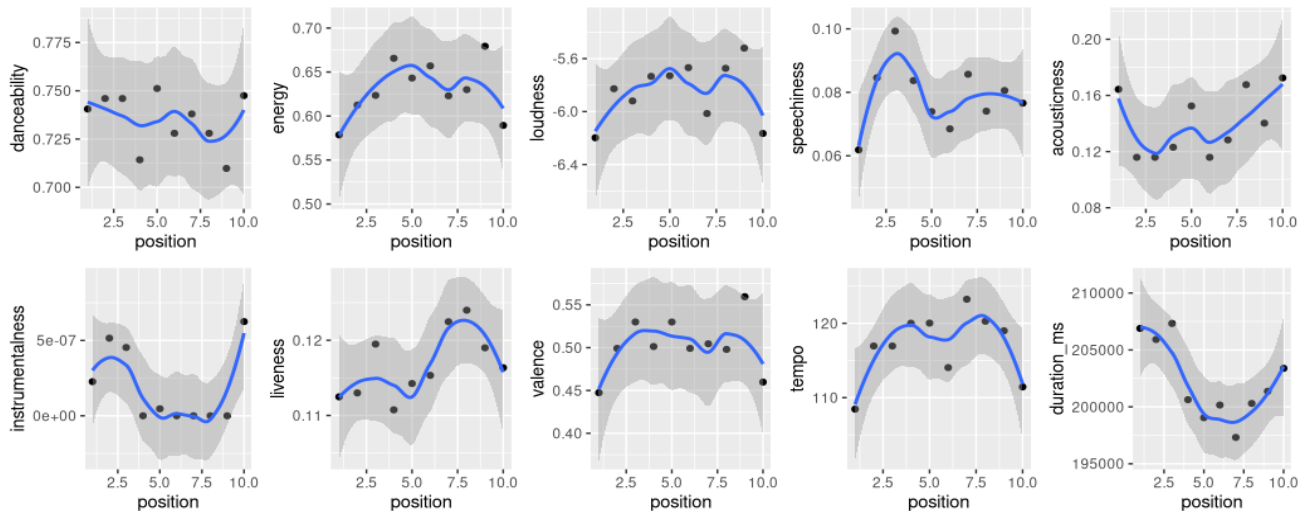 danceability
0.775
0.750
0.725
0.700
2.5 5.0 7.5 10.0
position
energy
0.70
0.65
0.60
0.55
0.50
2.5 5.0 7.5 10.0
position
loudness
-5.6
-6.0
-6.4
2.5 5.0 7.5 10.0
position
speechiness
0.10
0.08
0.06
2.5 5.0 7.5 10.0
position
acousticness
0.20
0.16
0.12
0.08
2.5 5.0 7.5 10.0
position
instrumentalness
5e-07
0e+00
2.5 5.0 7.5 10.0
position
liveness
0.12
0.11
2.5 5.0 7.5 10.0
position
valence
0.55
0.50
0.45
0.40
2.5 5.0 7.5 10.0
position
tempo
120
110
2.5 5.0 7.5 10.0
position
duration_ms
210000
205000
200000
195000
2.5 5.0 7.5 10.0
position